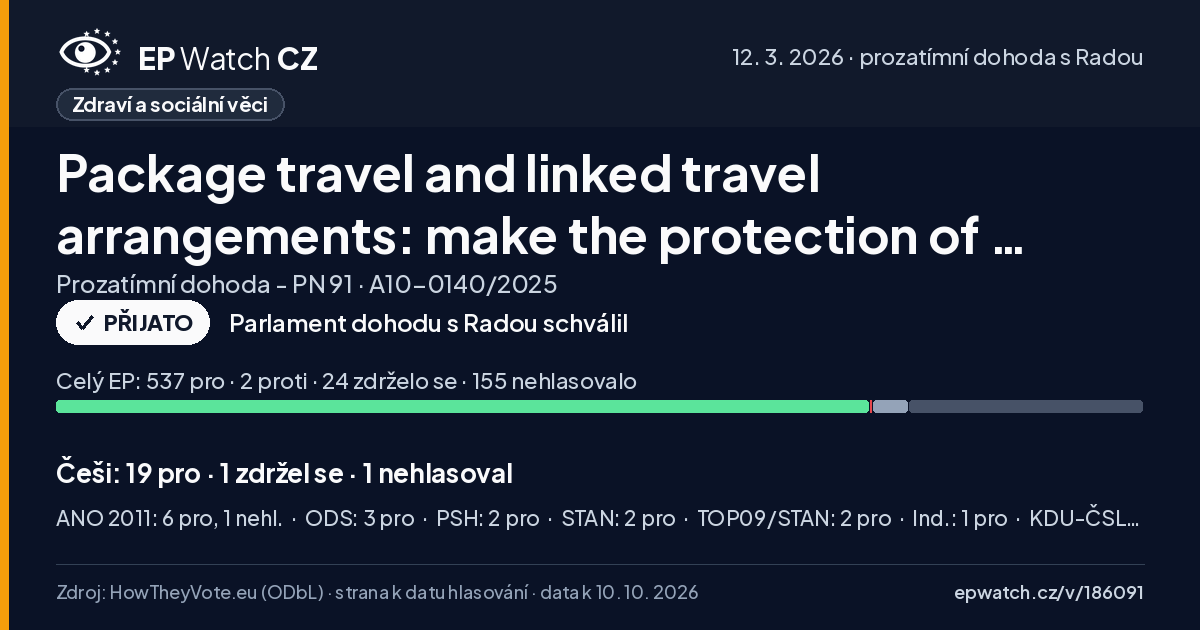 EP Watch CZ
12. 3. 2026 · prozatímní dohoda s Radou
Zdraví a sociální věci
Package travel and linked travel
arrangements: make the protection of …
Prozatímní dohoda - PN 91 · A10–0140/2025
✓ PŘIJATO Parlament dohodu s Radou schválil
Celý EP: 537 pro · 2 proti · 24 zdrželo se · 155 nehlasovalo
Češi: 19 pro · 1 zdržel se · 1 nehlasoval
ANO 2011: 6 pro, 1 nehl. · ODS: 3 pro · PSH: 2 pro · STAN: 2 pro · TOP09/STAN: 2 pro · Ind.: 1 pro · KDU-ČSL…
Zdroj: HowTheyVote.eu (ODbL) · strana k datu hlasování · data k 10. 10. 2026
epwatch.cz/v/186091